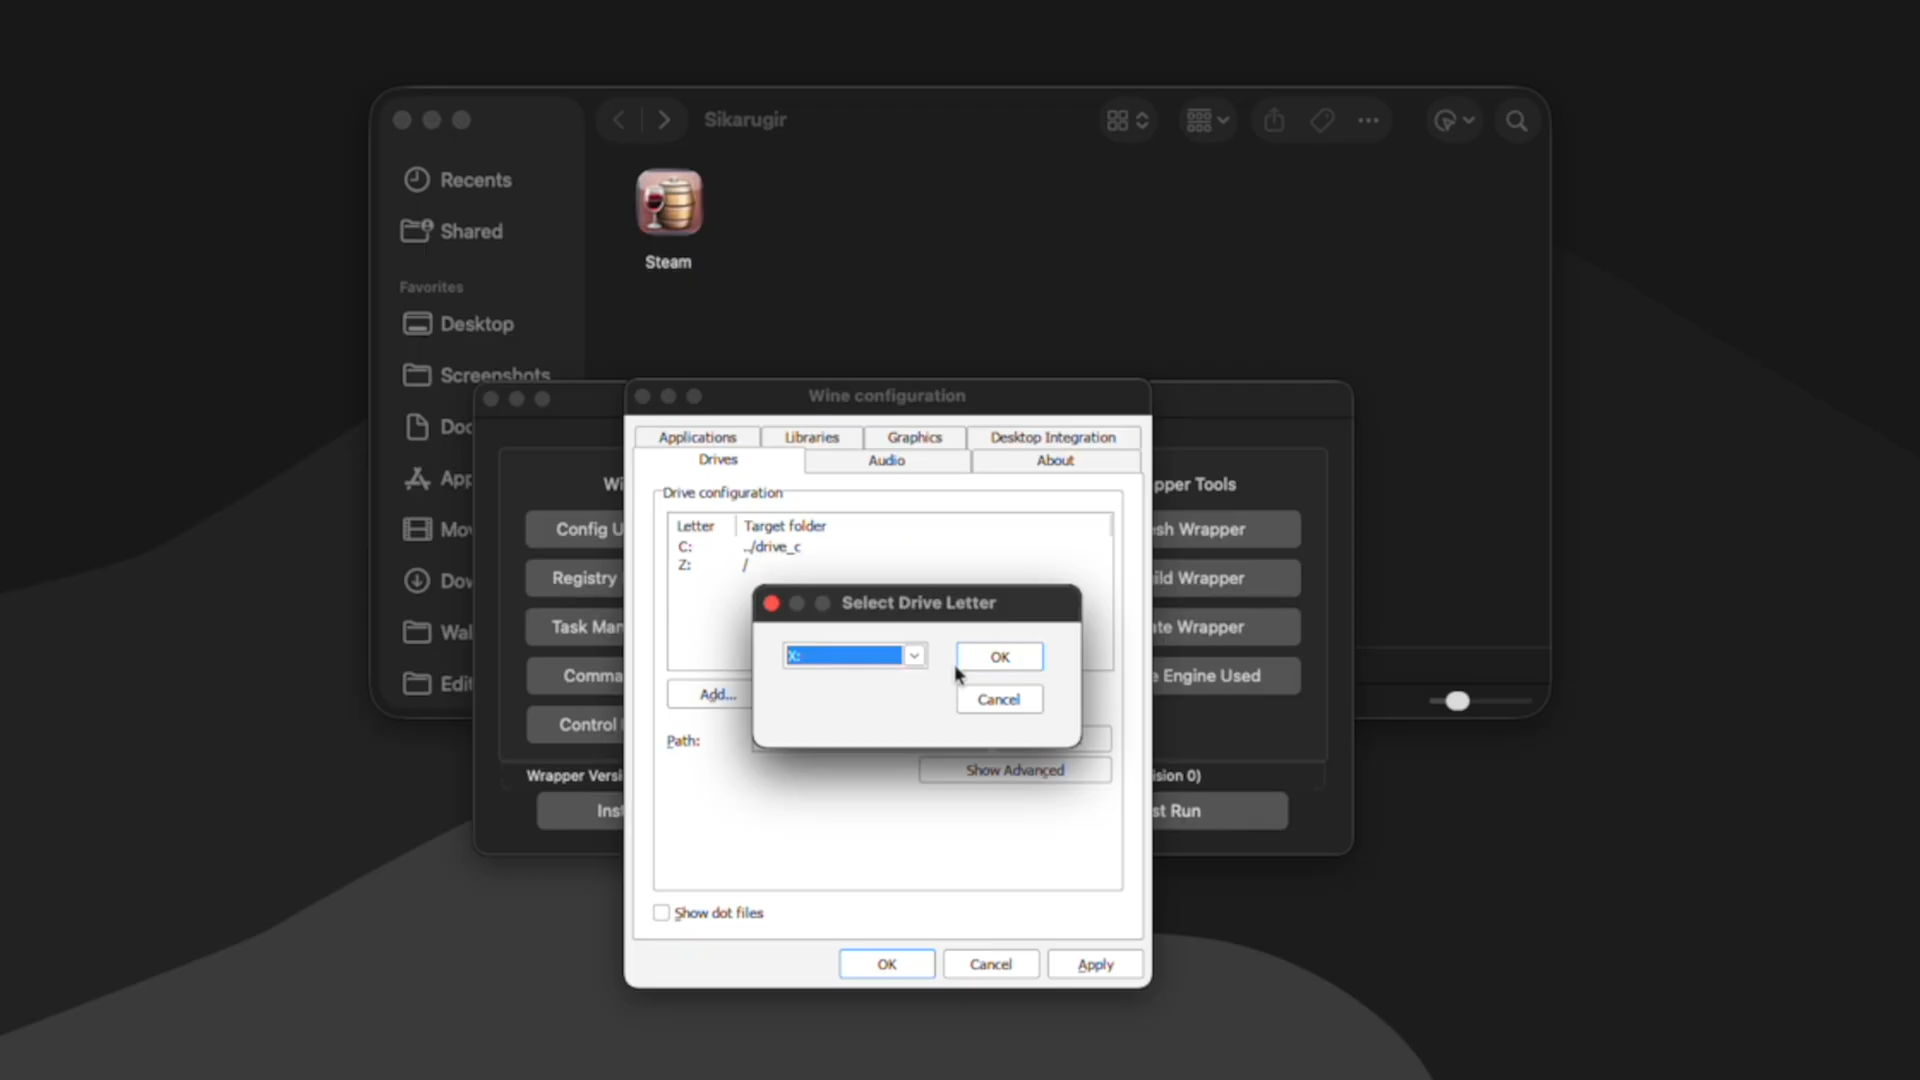 Sikarugir
Recents
Shared
Steam
Favorites
Desktop
Screenshots
Wine configuration
Applications
Libraries
Graphics
Desktop Integration
Drives
Audio
About
pper Tools
Drive configuration
Config U
Letter
Target folder
sh Wrapper
C:
../drive_c
Z:
/
Registry
ild Wrapper
Select Drive Letter
Task Man
te Wrapper
X:
OK
Comma
e Engine Used
Cancel
Add...
Control
Path:
Show Advanced
Wrapper Versi
ision 0)
Inst
st Run
Show dot files
OK
Cancel
Apply